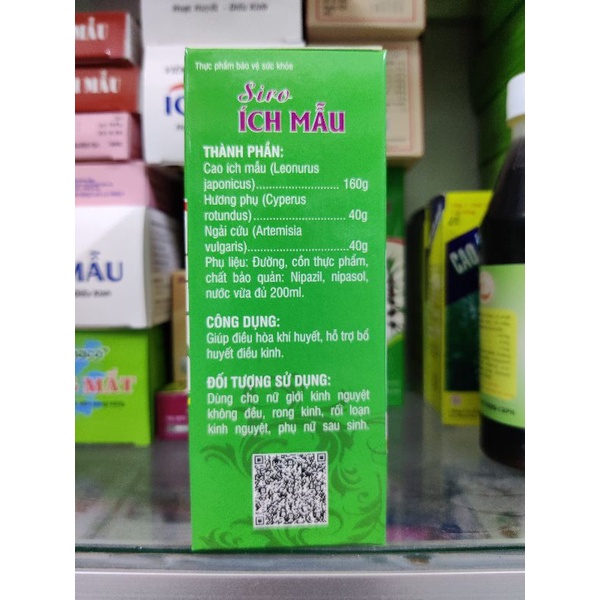 Thực phẩm bảo vệ sức khỏe
Siro
ÍCH MẪU
THÀNH PHẦN:
Cao ích mẫu (Leonurus
japonicus)......................... 160g
Hương phụ (Cyperus
rotundus)............................ 40g
Ngải cứu (Artemisia
vulgaris)..............................40g
Phụ liệu: Đường, cồn thực phẩm,
chất bảo quản: Nipazil, nipasol,
nước vừa đủ 200ml.
CÔNG DỤNG:
Giúp điều hòa khí huyết, hỗ trợ bổ
huyết điều kinh.
ĐỐI TƯỢNG SỬ DỤNG:
Dùng cho nữ giới kinh nguyệt
không đều, rong kinh, rối loạn
kinh nguyệt, phụ nữ sau sinh.
MẪU
MẪU
CAO